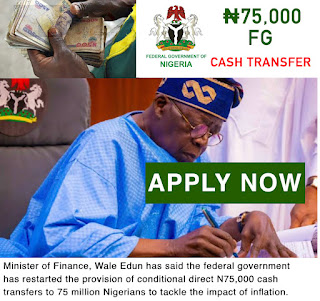 ₦75,000
FG
FEDERAL GOVERNMENT OF
NIGERIA
CASH TRANSFER
APPLY NOW
Minister of Finance, Wale Edun has said the federal government
has restarted the provision of conditional direct N75,000 cash
transfers to 75 million Nigerians to tackle the impact of inflation.